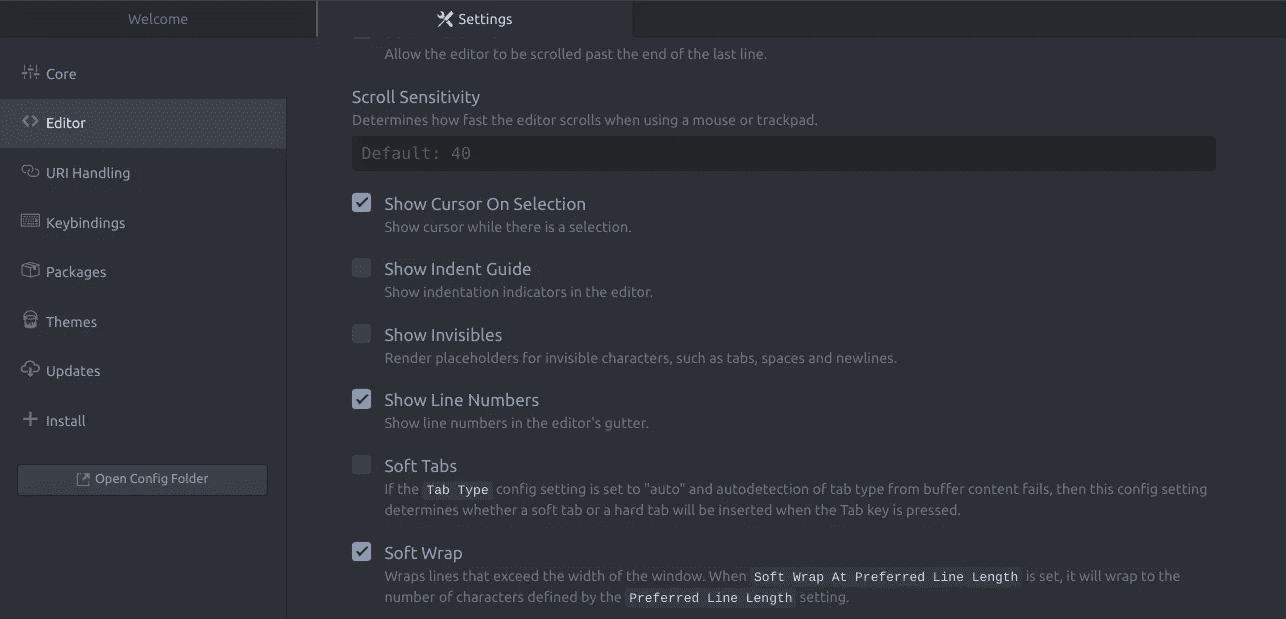 Welcome
Settings
Core
Editor
URI Handling
Keybindings
Packages
Themes
Updates
Install
Open Config Folder
Allow the editor to be scrolled past the end of the last line.
Scroll Sensitivity
Determines how fast the editor scrolls when using a mouse or trackpad.
Default: 40
Show Cursor On Selection
Show cursor while there is a selection.
Show Indent Guide
Show indentation indicators in the editor.
Show Invisibles
Render placeholders for invisible characters, such as tabs, spaces and newlines.
Show Line Numbers
Show line numbers in the editor's gutter.
Soft Tabs
If the Tab Type config setting is set to "auto" and autodetection of tab type from buffer content fails, then this config setting
determines whether a soft tab or a hard tab will be inserted when the Tab key is pressed.
Soft Wrap
Wraps lines that exceed the width of the window. When Soft Wrap At Preferred Line Length is set, it will wrap to the
number of characters defined by the Preferred Line Length setting.